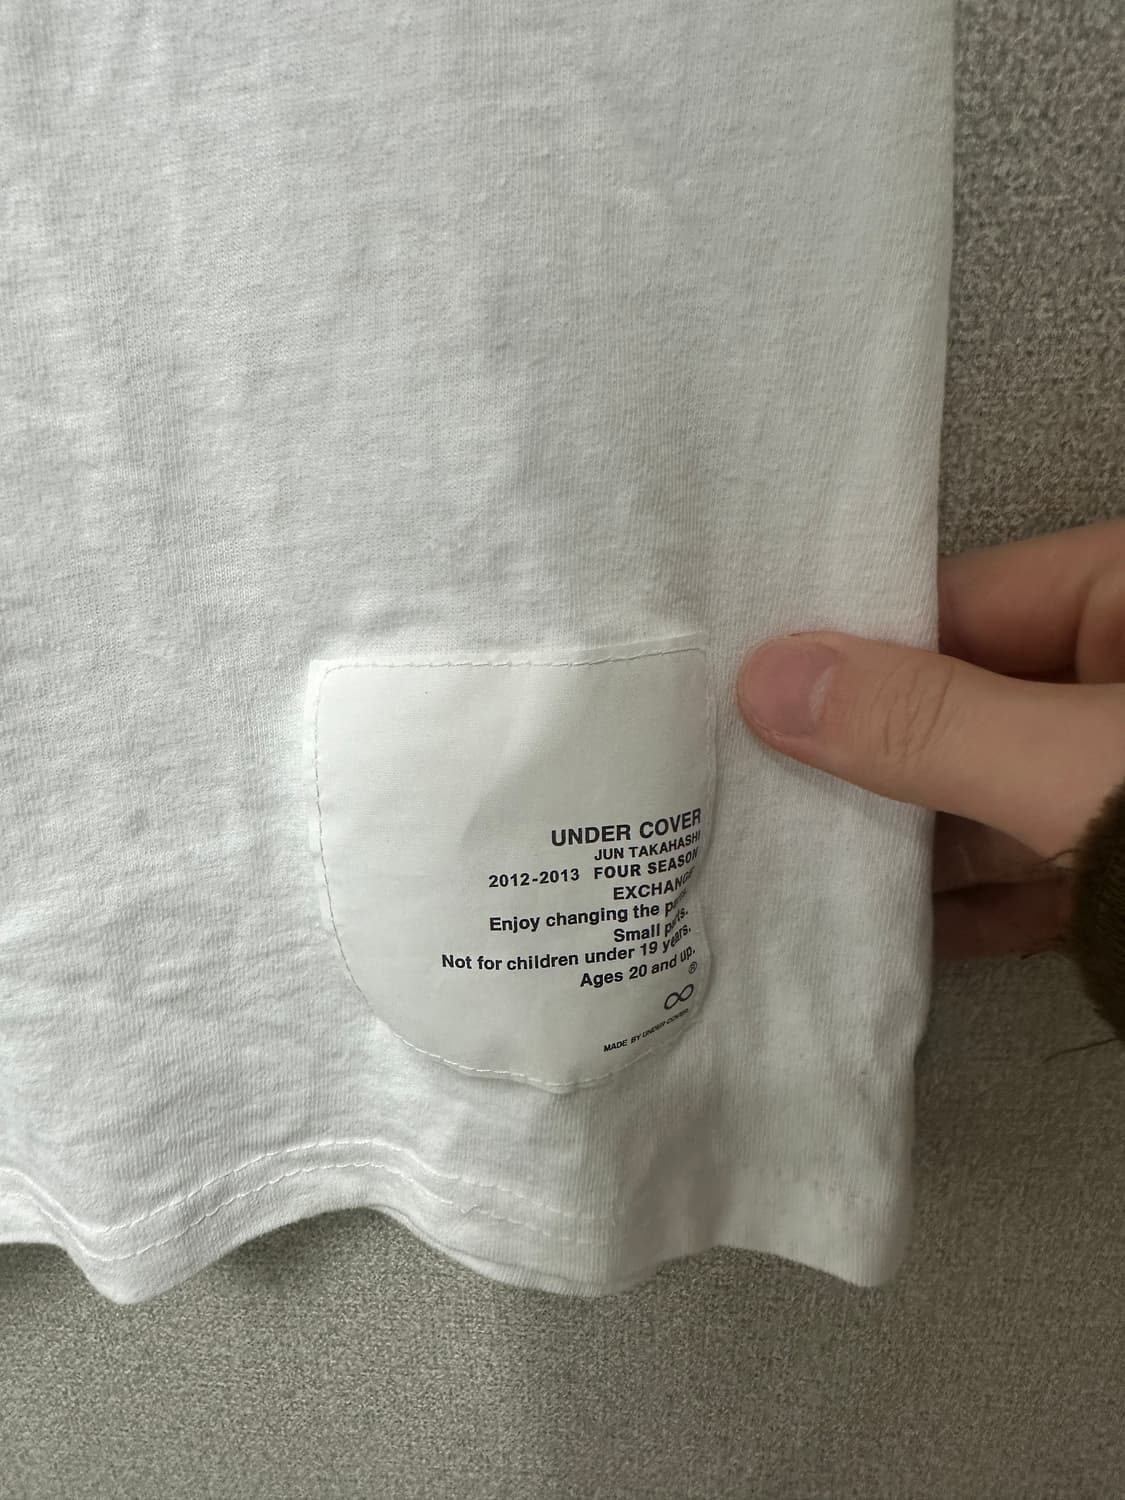 UNDER COVER
JUN TAKAHASHI
2012-2013 FOUR SEASON
EXCHANGE
Enjoy changing the parts.
Small parts.
Not for children under 19 years.
Ages 20 and up.
®
MADE BY UNDER-COVER